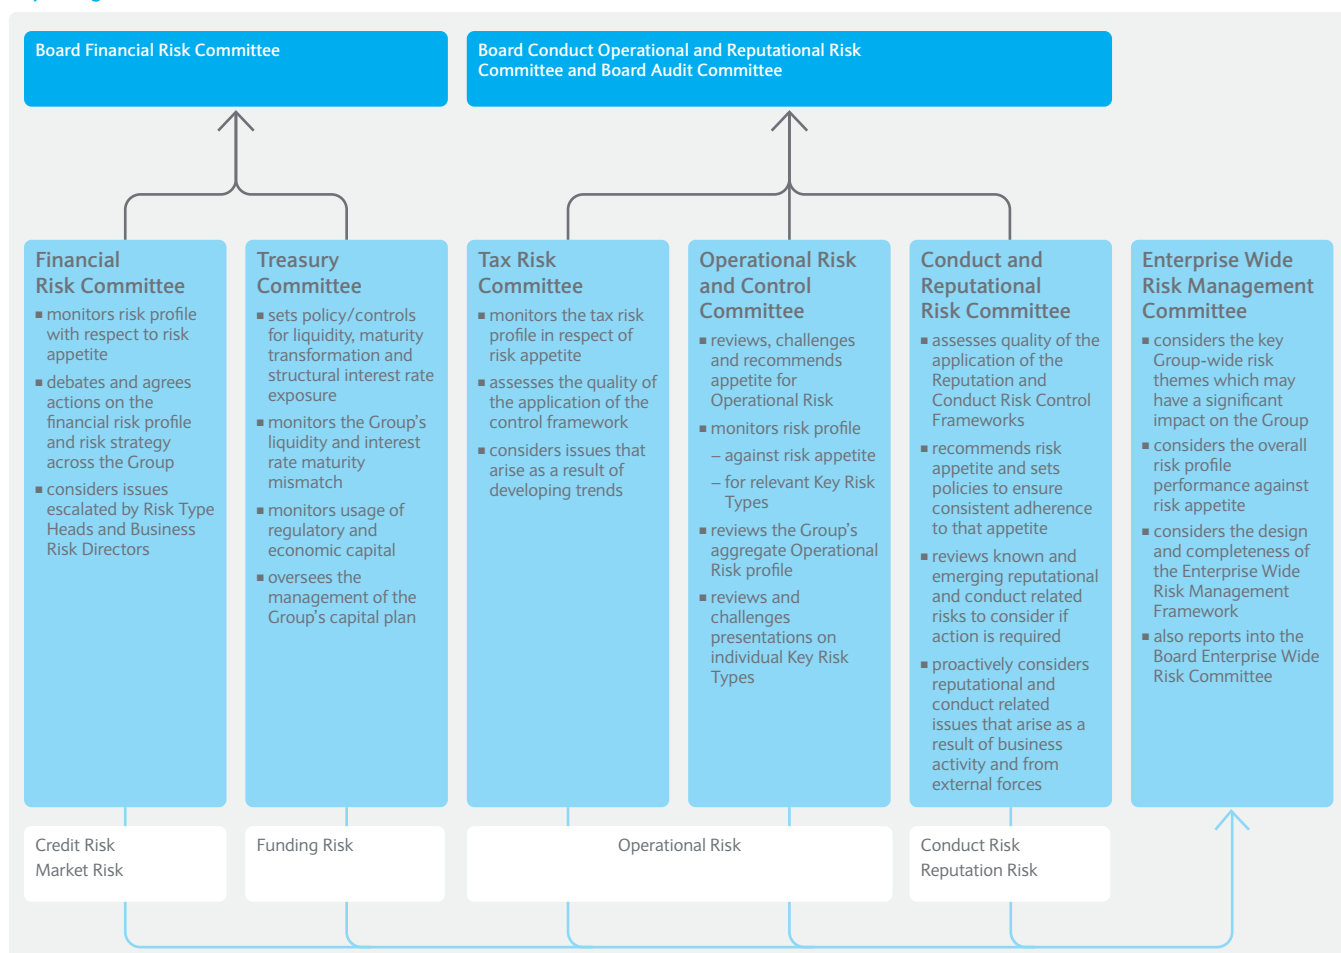 Board Financial Risk Committee
Board Conduct Operational and Reputational Risk
Committee and Board Audit Committee
Financial
Risk Committee
▪ monitors risk profile
with respect to risk
appetite
▪ debates and agrees
actions on the
financial risk profile
and risk strategy
across the Group
▪ considers issues
escalated by Risk Type
Heads and Business
Risk Directors
Treasury
Committee
▪ sets policy/controls
for liquidity, maturity
transformation and
structural interest rate
exposure
▪ monitors the Group's
liquidity and interest
rate maturity
mismatch
▪ monitors usage of
regulatory and
economic capital
▪ oversees the
management of the
Group's capital plan
Tax Risk
Committee
▪ monitors the tax risk
profile in respect of
risk appetite
▪ assesses the quality of
the application of the
control framework
▪ considers issues that
arise as a result of
developing trends
Operational Risk
and Control
Committee
▪ reviews, challenges
and recommends
appetite for
Operational Risk
▪ monitors risk profile
– against risk appetite
– for relevant Key Risk
Types
▪ reviews the Group's
aggregate Operational
Risk profile
▪ reviews and
challenges
presentations on
individual Key Risk
Types
Conduct and
Reputational
Risk Committee
▪ assesses quality of the
application of the
Reputation and
Conduct Risk Control
Frameworks
▪ recommends risk
appetite and sets
policies to ensure
consistent adherence
to that appetite
▪ reviews known and
emerging reputational
and conduct related
risks to consider if
action is required
▪ proactively considers
reputational and
conduct related
issues that arise as a
result of business
activity and from
external forces
Enterprise Wide
Risk Management
Committee
▪ considers the key
Group-wide risk
themes which may
have a significant
impact on the Group
▪ considers the overall
risk profile
performance against
risk appetite
▪ considers the design
and completeness of
the Enterprise Wide
Risk Management
Framework
▪ also reports into the
Board Enterprise Wide
Risk Committee
Credit Risk
Market Risk
Funding Risk
Operational Risk
Conduct Risk
Reputation Risk